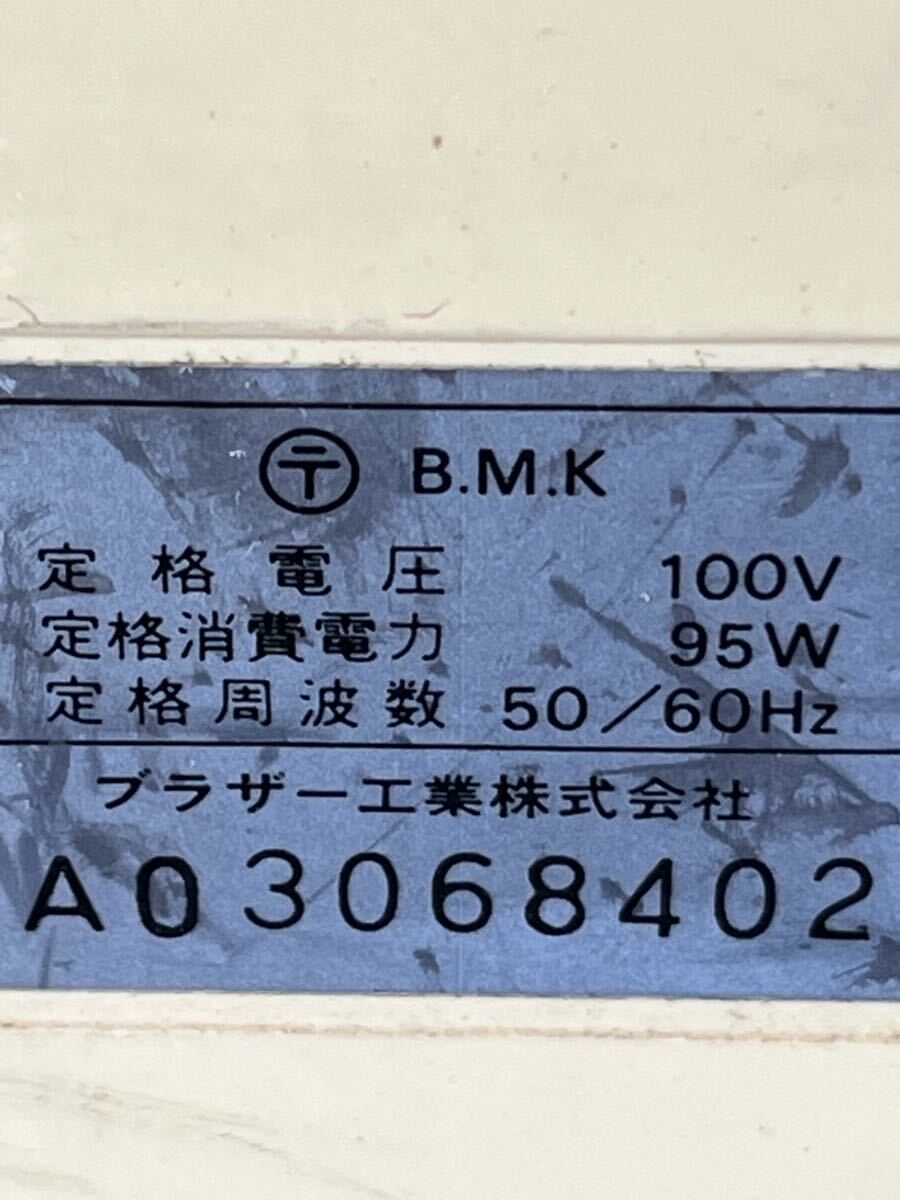 〶 B.M.K
定格電圧 100V
定格消費電力 95W
定格周波数 50/60Hz
ブラザー工業株式会社
A03068402